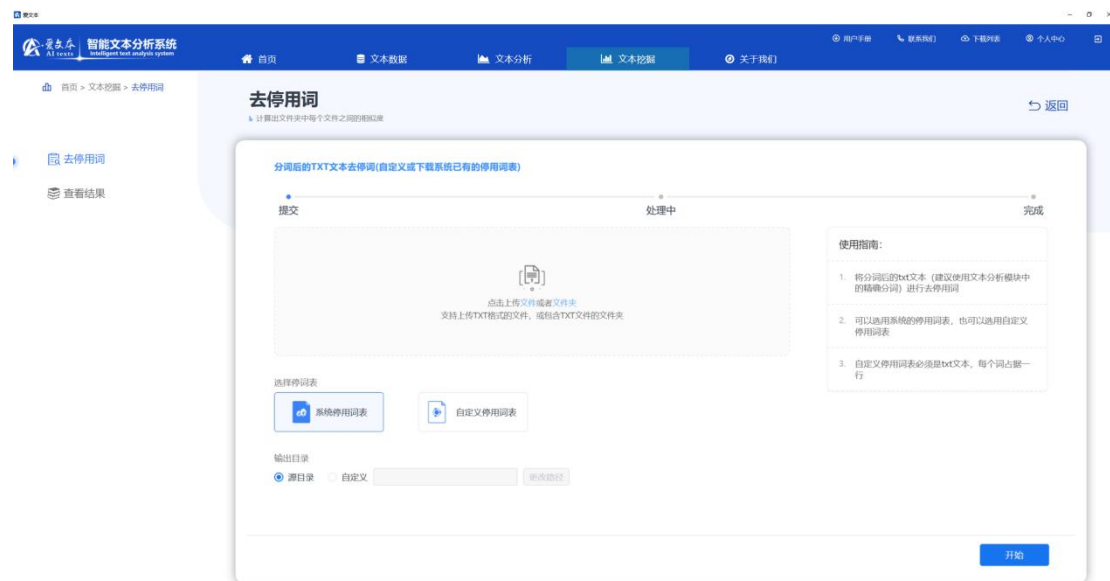 爱文本
爱文本 AI texts
智能文本分析系统
Intelligent text analysis system
首页 文本数据 文本分析 文本挖掘 关于我们
用户手册 联系我们 下载列表 个人中心
首页 > 文本挖掘 > 去停用词
去停用词
计算出文件夹中每个文件之间的相似度
返回
去停用词
查看结果
分词后的TXT文本去停词(自定义或下载系统已有的停用词表)
提交 处理中 完成
点击上传文件或者文件夹
支持上传TXT格式的文件，或包含TXT文件的文件夹
使用指南：
1. 将分词后的txt文本（建议使用文本分析模块中
的精确分词）进行去停用词
2. 可以选用系统的停用词表，也可以选用自定义
停用词表
3. 自定义停用词表必须是txt文本，每个词占据一
行
选择停词表
系统停用词表 自定义停用词表
输出目录
源目录 自定义 更改路径
开始